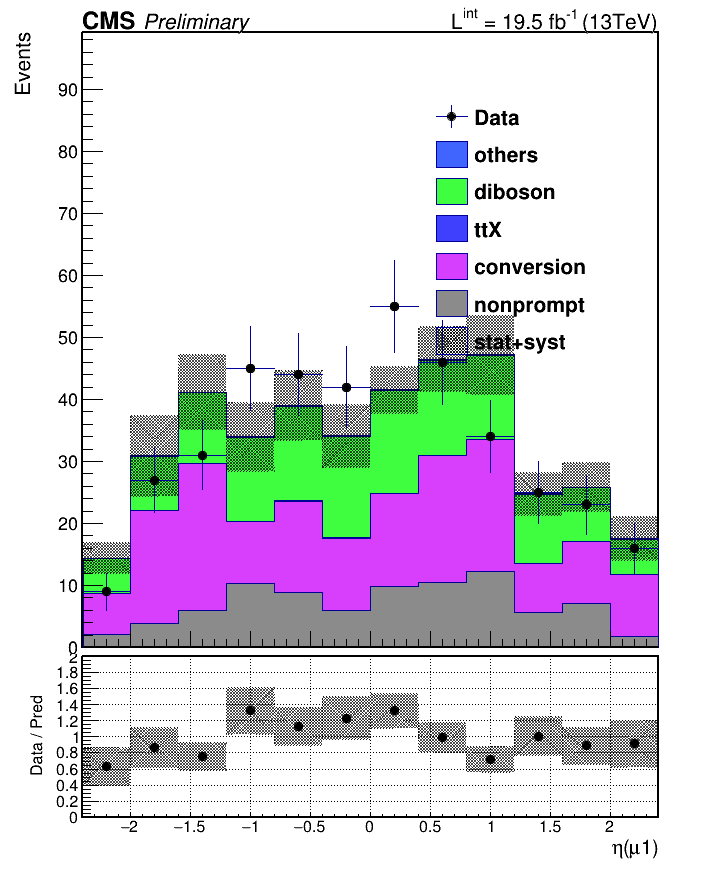 CMS Preliminary L^int = 19.5 fb^-1 (13TeV)
Events
90
80
70
60
50
40
30
20
10
0
Data
others
diboson
ttX
conversion
nonprompt
stat+syst
Data / Pred
2
1.8
1.6
1.4
1.2
1
0.8
0.6
0.4
0.2
0
−2 −1.5 −1 −0.5 0 0.5 1 1.5 2
η(μ1)